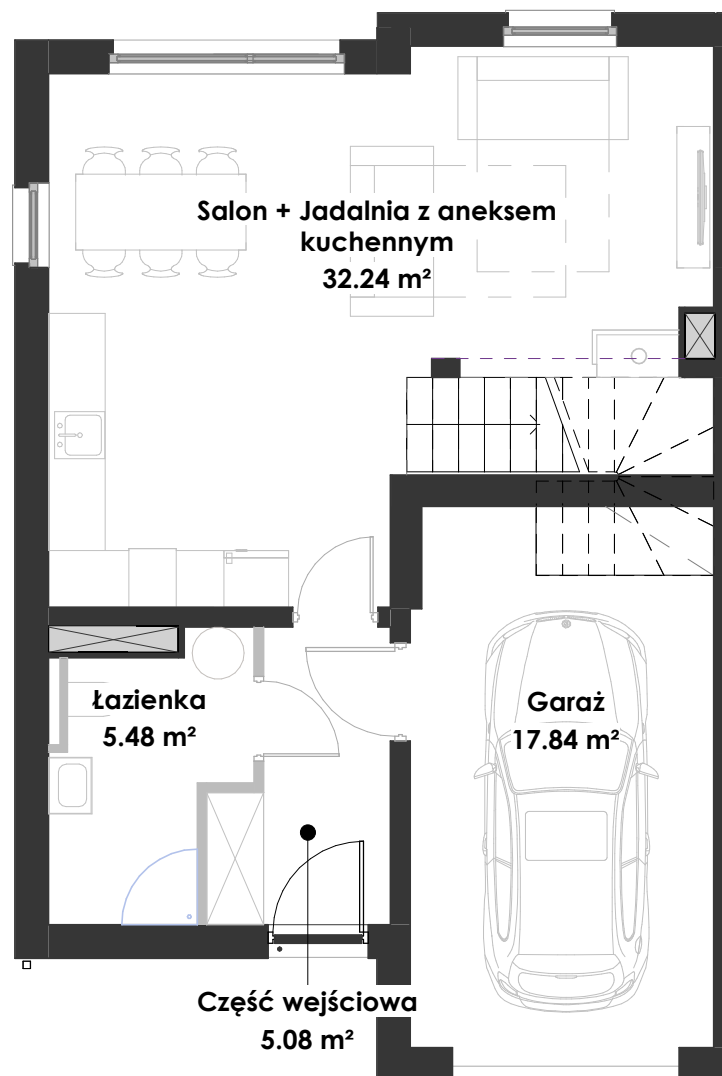 Salon + Jadalnia z aneksem
kuchennym
32.24 m²
Łazienka
5.48 m²
Garaż
17.84 m²
Część wejściowa
5.08 m²